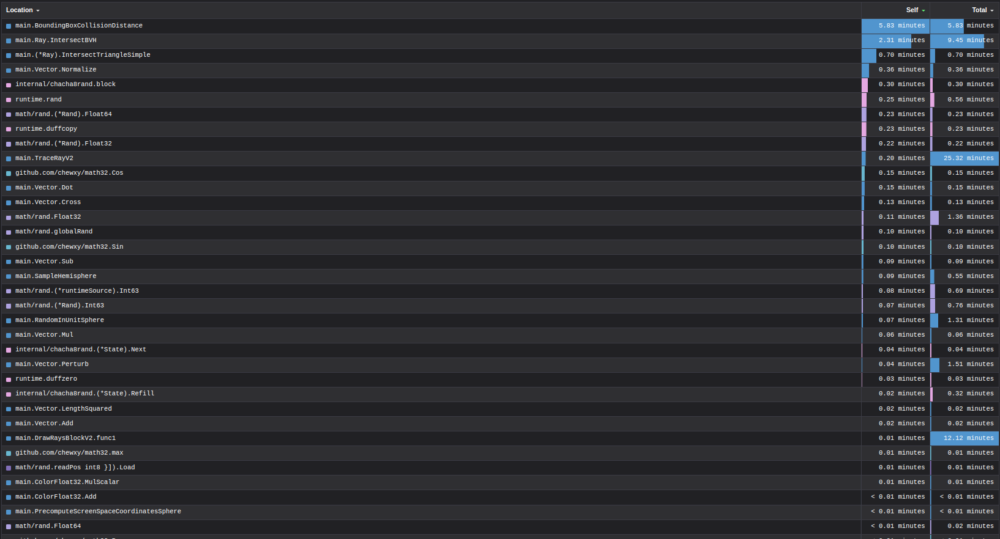 Location Self Total
main.BoundingBoxCollisionDistance 5.83 minutes 5.83 minutes
main.Ray.IntersectBVH 2.31 minutes 9.45 minutes
main.(*Ray).IntersectTriangleSimple 0.70 minutes 0.70 minutes
main.Vector.Normalize 0.36 minutes 0.36 minutes
internal/chacha8rand.block 0.30 minutes 0.30 minutes
runtime.rand 0.25 minutes 0.56 minutes
math/rand.(*Rand).Float64 0.23 minutes 0.23 minutes
runtime.duffcopy 0.23 minutes 0.23 minutes
math/rand.(*Rand).Float32 0.22 minutes 0.22 minutes
main.TraceRayV2 0.20 minutes 25.32 minutes
github.com/chewxy/math32.Cos 0.15 minutes 0.15 minutes
main.Vector.Dot 0.15 minutes 0.15 minutes
main.Vector.Cross 0.13 minutes 0.13 minutes
math/rand.Float32 0.11 minutes 1.36 minutes
math/rand.globalRand 0.10 minutes 0.10 minutes
github.com/chewxy/math32.Sin 0.10 minutes 0.10 minutes
main.Vector.Sub 0.09 minutes 0.09 minutes
main.SampleHemisphere 0.09 minutes 0.55 minutes
math/rand.(*runtimeSource).Int63 0.08 minutes 0.69 minutes
math/rand.(*Rand).Int63 0.07 minutes 0.76 minutes
main.RandomInUnitSphere 0.07 minutes 1.31 minutes
main.Vector.Mul 0.06 minutes 0.06 minutes
internal/chacha8rand.(*State).Next 0.04 minutes 0.04 minutes
main.Vector.Perturb 0.04 minutes 1.51 minutes
runtime.duffzero 0.03 minutes 0.03 minutes
internal/chacha8rand.(*State).Refill 0.02 minutes 0.32 minutes
main.Vector.LengthSquared 0.02 minutes 0.02 minutes
main.Vector.Add 0.02 minutes 0.02 minutes
main.DrawRaysBlockV2.func1 0.01 minutes 12.12 minutes
github.com/chewxy/math32.max 0.01 minutes 0.01 minutes
math/rand.readPos int8 }]).Load 0.01 minutes 0.01 minutes
main.ColorFloat32.MulScalar 0.01 minutes 0.01 minutes
main.ColorFloat32.Add < 0.01 minutes < 0.01 minutes
main.PrecomputeScreenSpaceCoordinatesSphere < 0.01 minutes < 0.01 minutes
math/rand.Float64 < 0.01 minutes 0.02 minutes